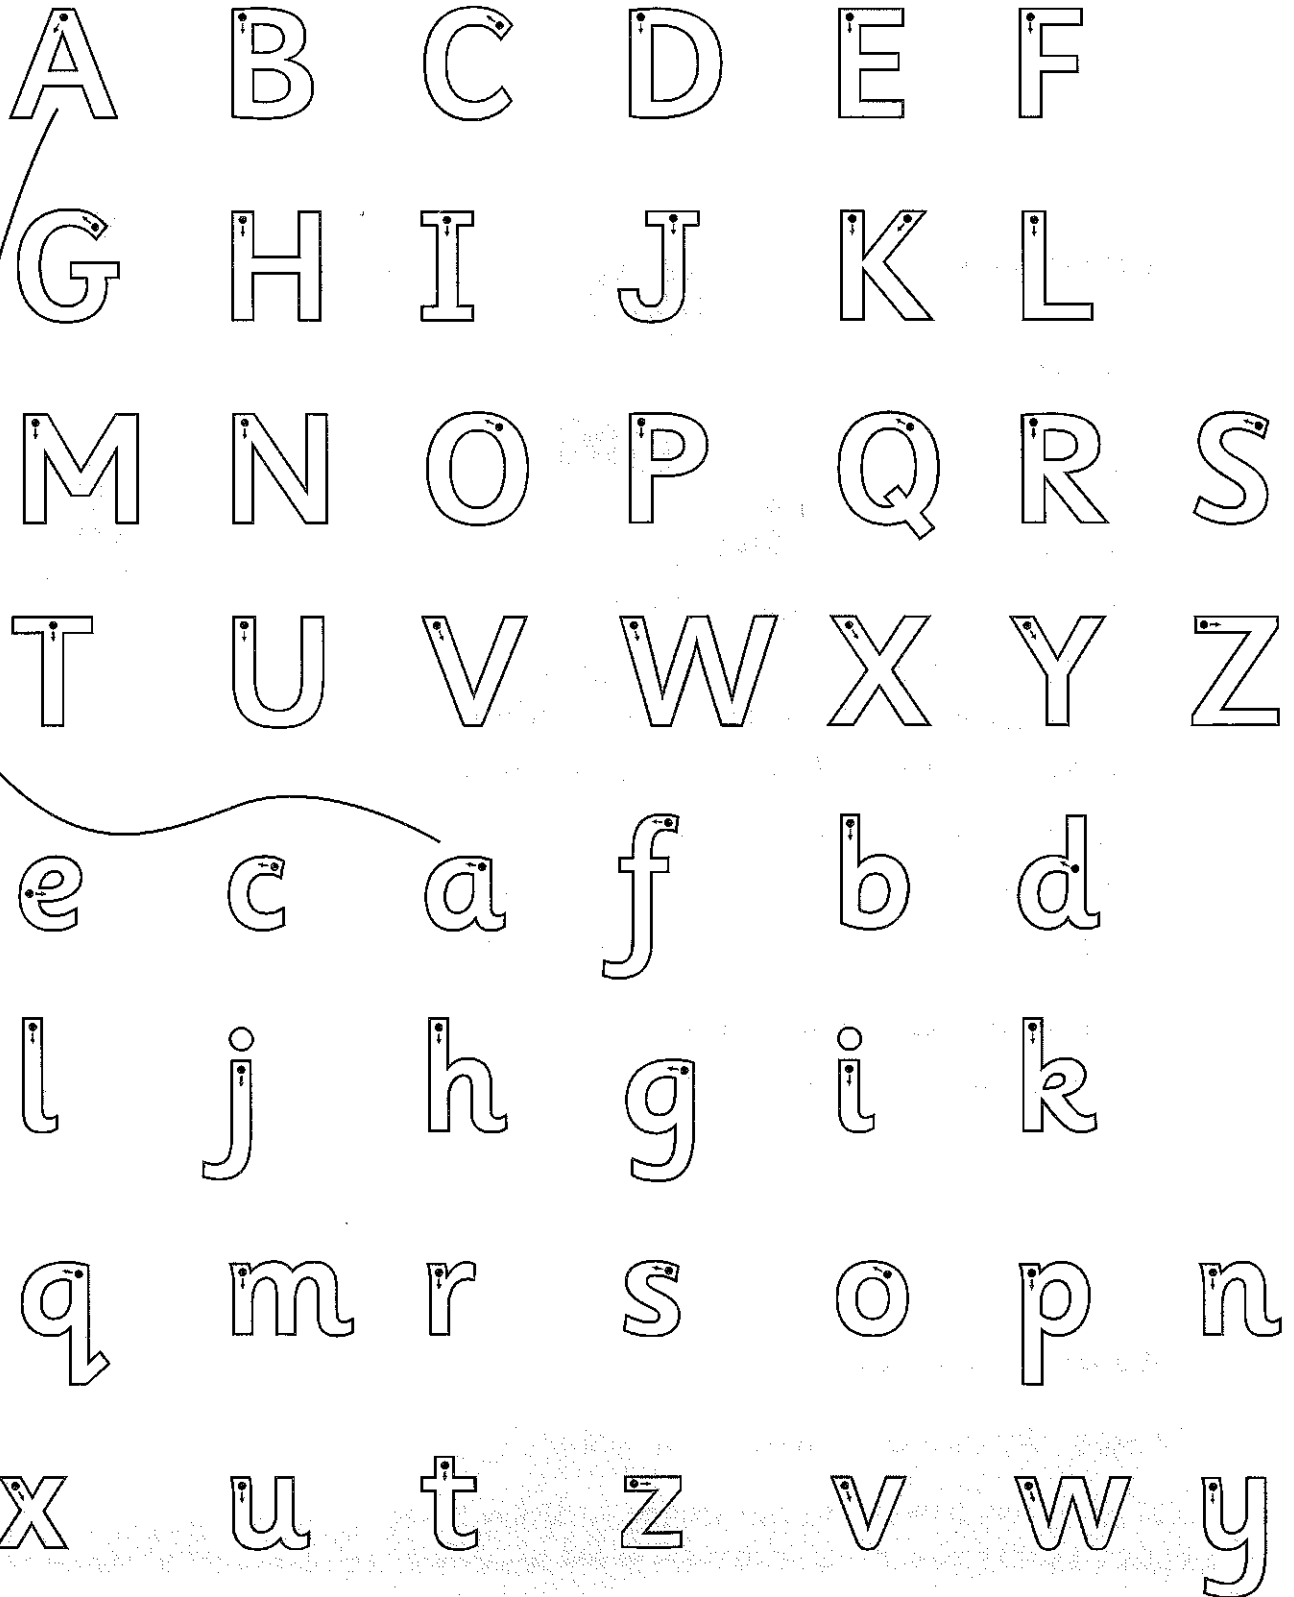 A B C D E F
G H I J K L
M N O P Q R S
T U V W X Y Z
e c a f b d
l j h g i k
q m r s o p n
x u t z v w y